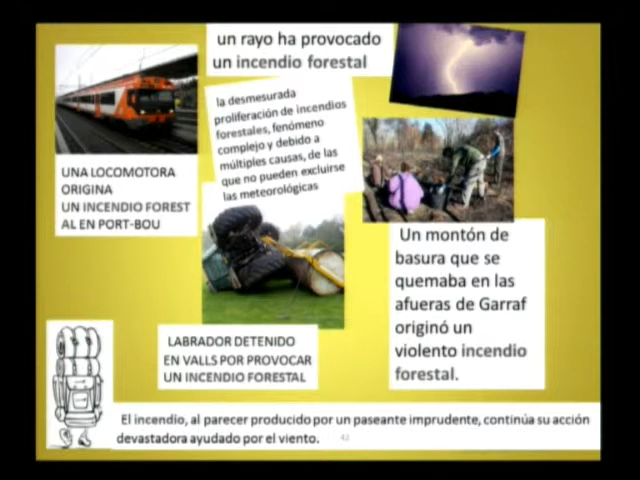 un rayo ha provocado
un incendio forestal
la desmesurada
proliferación de incendios
forestales, fenómeno
complejo y debido a
múltiples causas, de las
que no pueden excluirse
las meteorológicas
UNA LOCOMOTORA
ORIGINA
UN INCENDIO FOREST
AL EN PORT-BOU
Un montón de
basura que se
quemaba en las
afueras de Garraf
originó un
violento incendio
forestal.
LABRADOR DETENIDO
EN VALLS POR PROVOCAR
UN INCENDIO FORESTAL
El incendio, al parecer producido por un paseante imprudente, continúa su acción
devastadora ayudado por el viento.
42